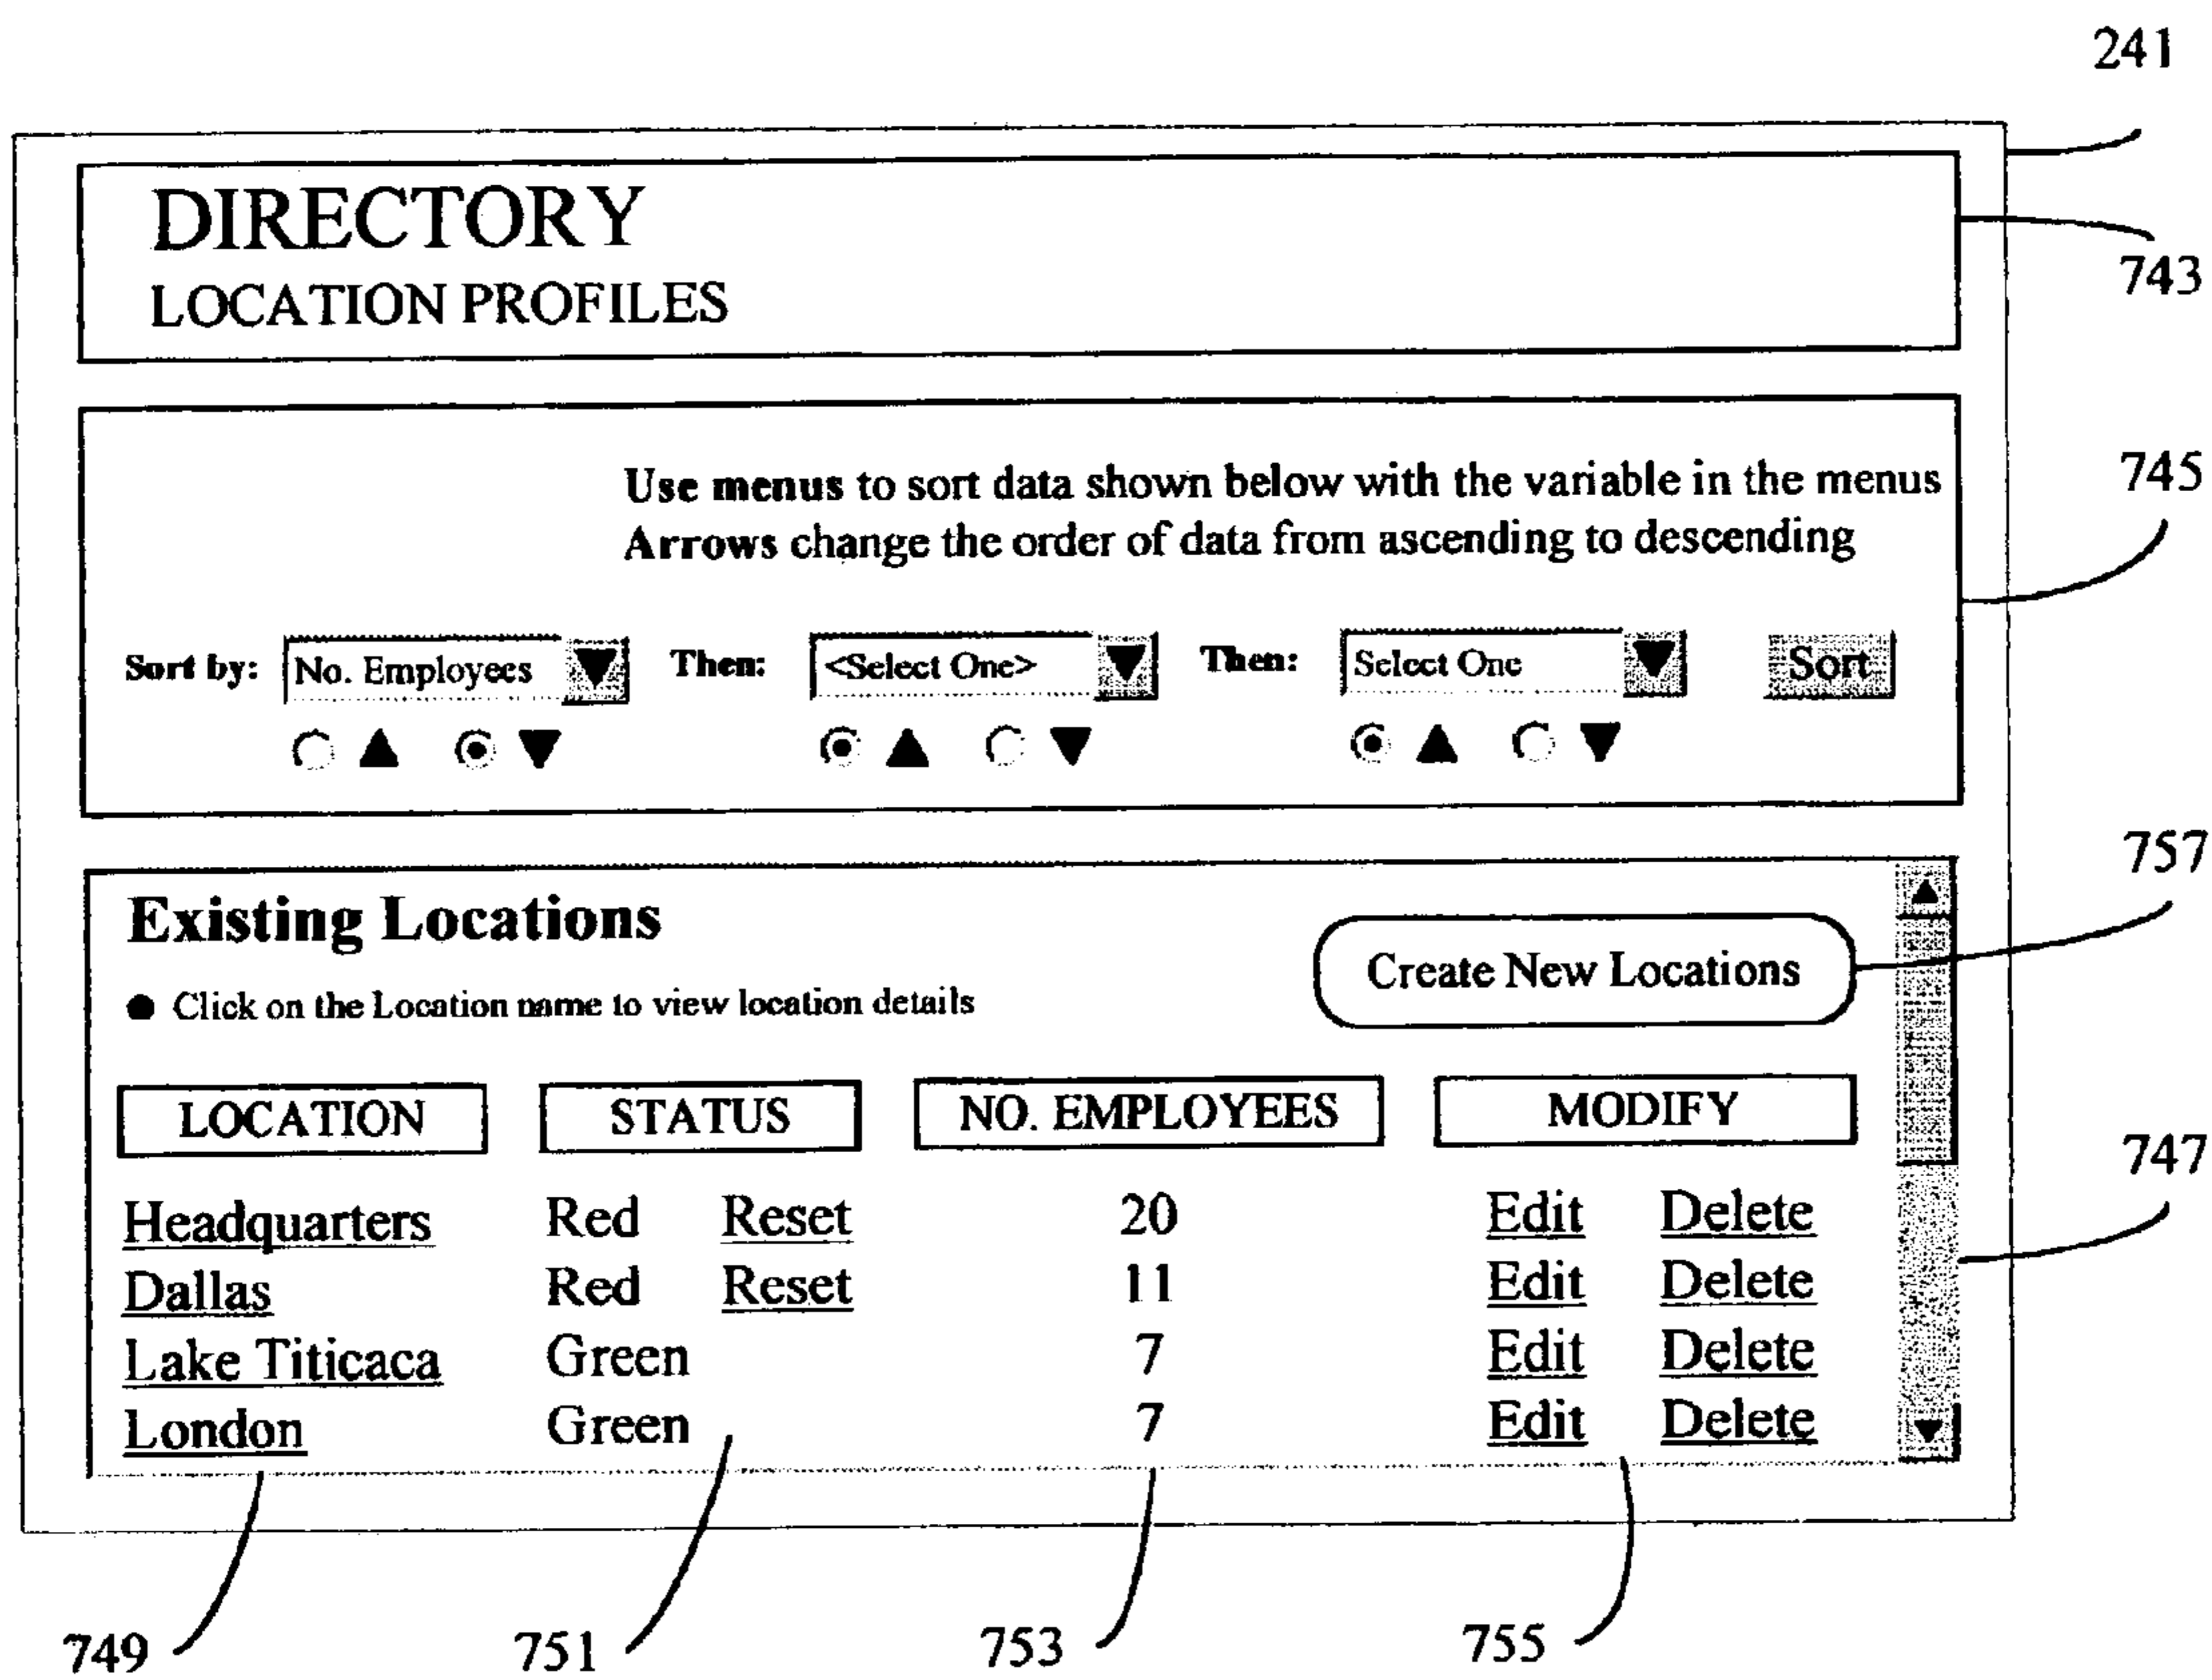 241
DIRECTORY
743
LOCATION PROFILES
Use menus to sort data shown below with the variable in the menus
745
Arrows change the order of data from ascending to descending
Sort by: No. Employees Then: <Select One> Then: Select One Sort
757
Existing Locations
Create New Locations
Click on the Location name to view location details
LOCATION STATUS NO. EMPLOYEES MODIFY
747
Headquarters Red Reset 20 Edit Delete
Dallas Red Reset 11 Edit Delete
Lake Titicaca Green 7 Edit Delete
London Green 7 Edit Delete
749 751 753 755